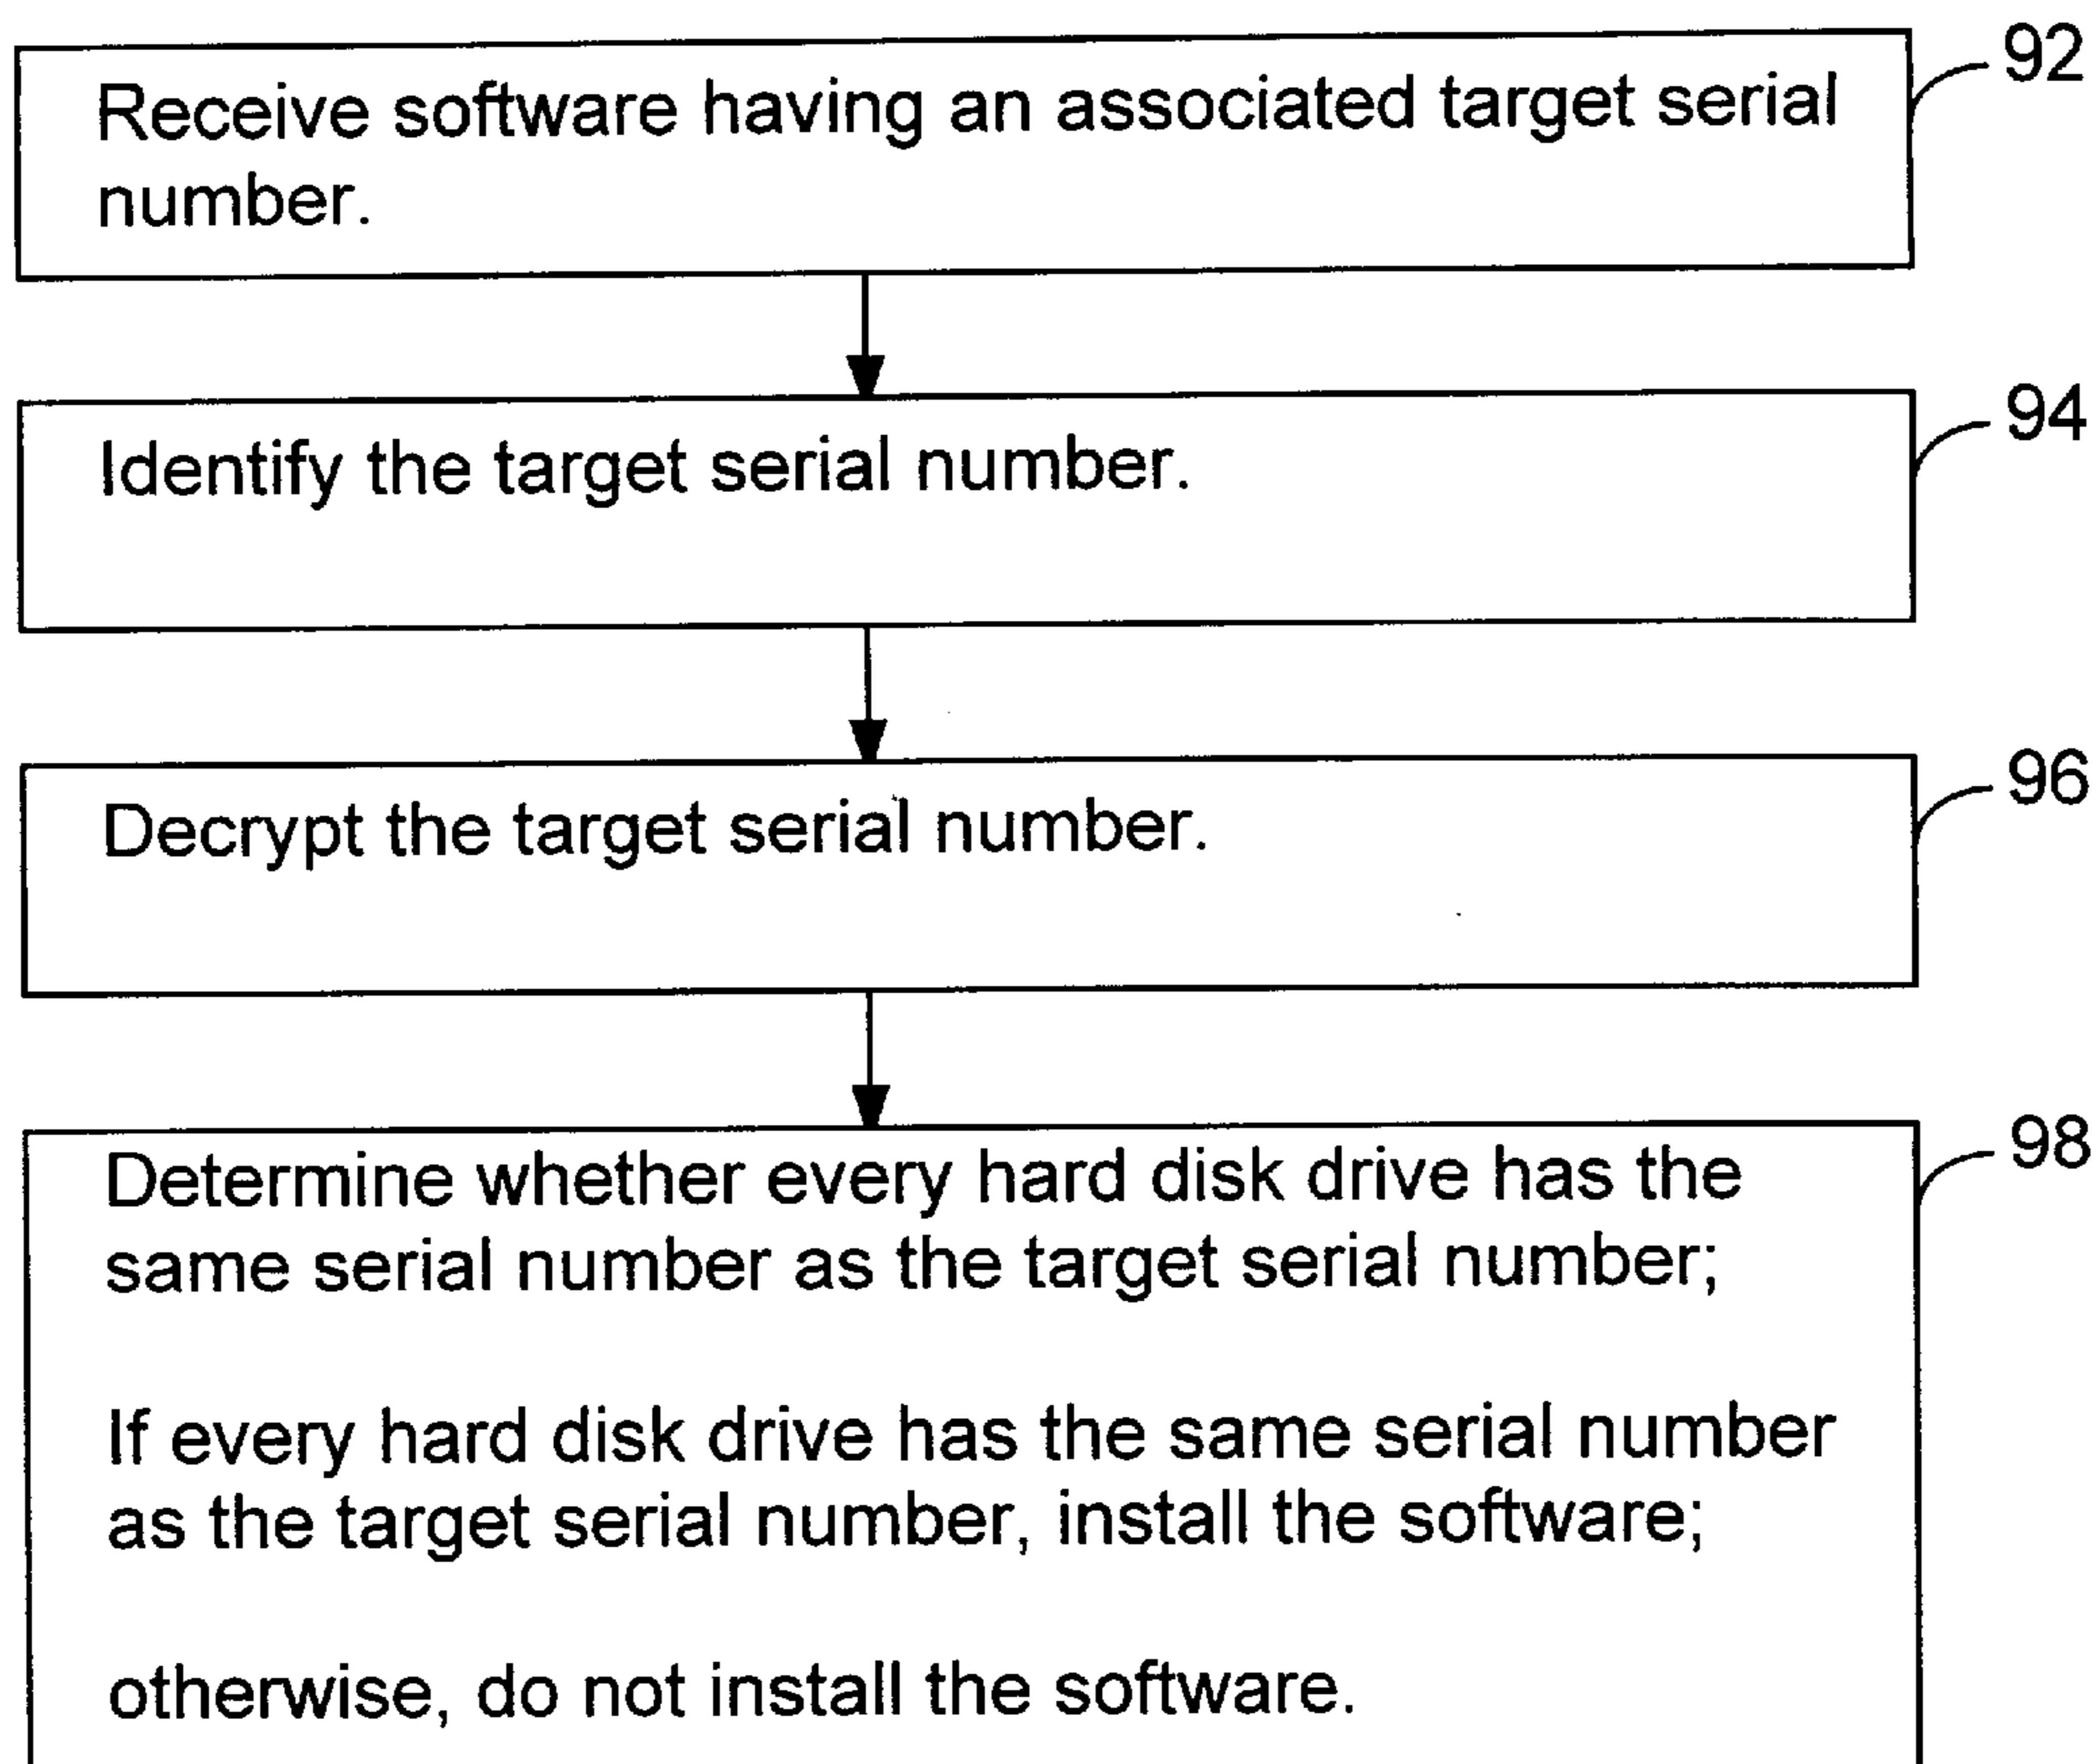 Receive software having an associated target serial
number.
92
Identify the target serial number.
94
Decrypt the target serial number.
96
Determine whether every hard disk drive has the
same serial number as the target serial number;
If every hard disk drive has the same serial number
as the target serial number, install the software;
otherwise, do not install the software.
98